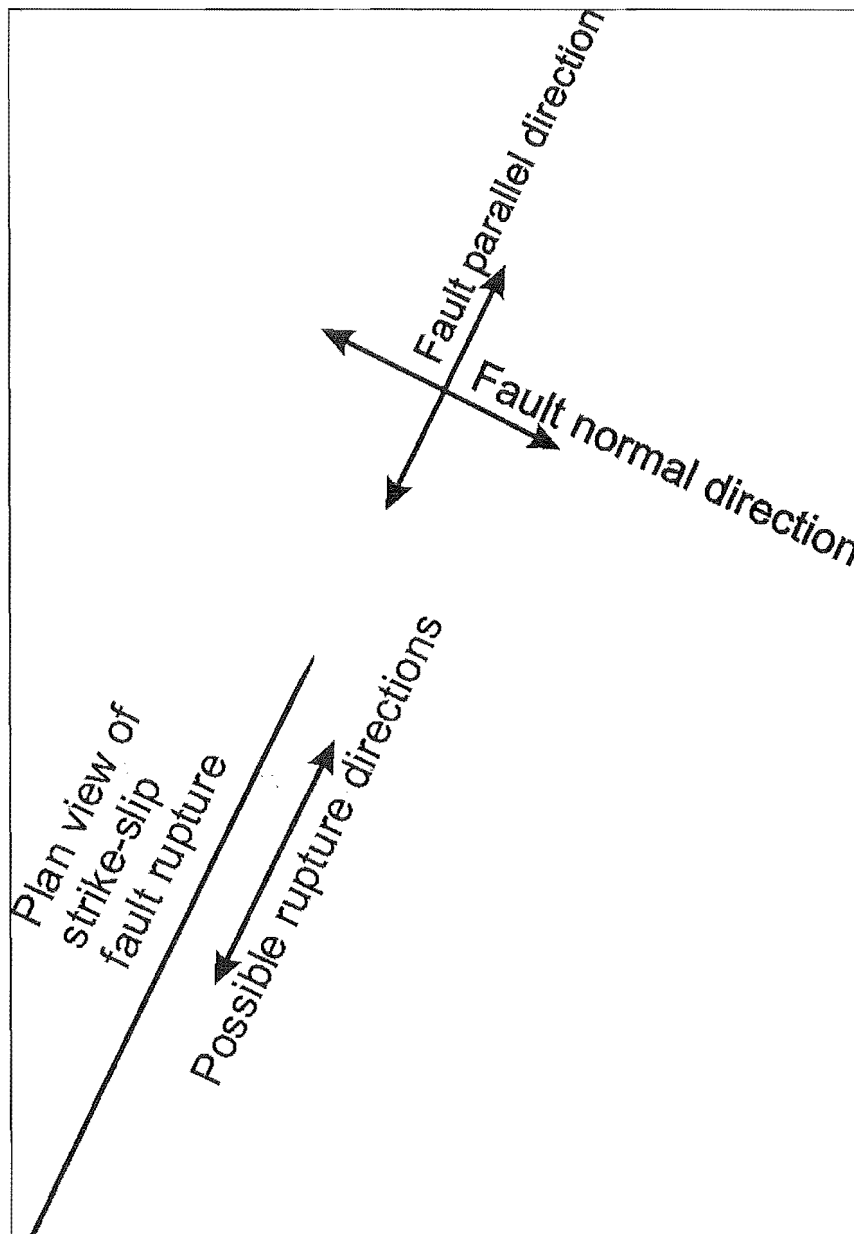 Fault parallel direction
Fault normal direction
Plan view of
strike-slip
fault rupture
Possible rupture directions